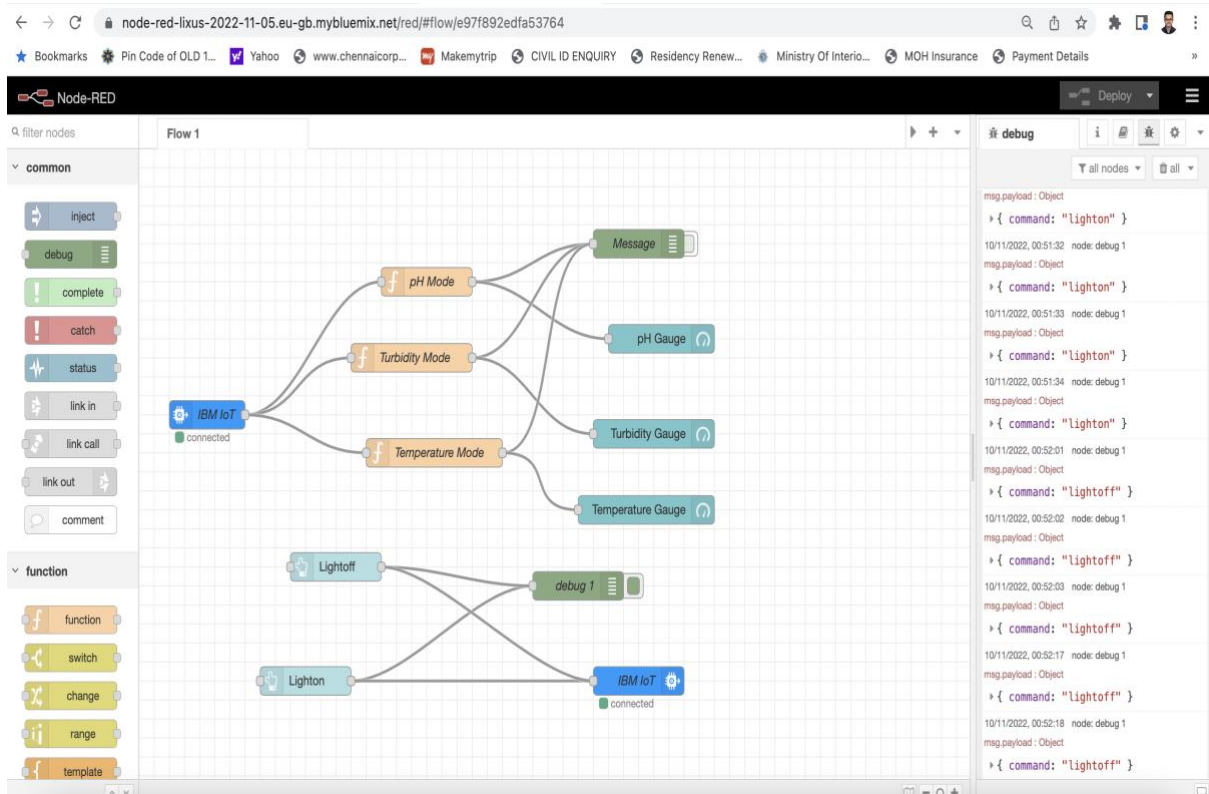 node-red-lixus-2022-11-05.eu-gb.mybluemix.net/red/#flow/e97f892edfa53764
Bookmarks Pin Code of OLD 1... Yahoo www.chennaicorp... Makemytrip CIVIL ID ENQUIRY Residency Renew... Ministry Of Interio... MOH Insurance Payment Details »
Node-RED
Deploy
filter nodes
common
inject
debug
complete
catch
status
link in
link call
link out
comment
function
function
switch
change
range
template
Flow 1
Message
pH Mode
pH Gauge
Turbidity Mode
IBM IoT
connected
Turbidity Gauge
Temperature Mode
Temperature Gauge
Lightoff
debug 1
Lighton
IBM IoT
connected
debug
i
all nodes
all
msg.payload : Object
{ command: "lighton" }
10/11/2022, 00:51:32 node: debug 1
msg.payload : Object
{ command: "lighton" }
10/11/2022, 00:51:33 node: debug 1
msg.payload : Object
{ command: "lighton" }
10/11/2022, 00:51:34 node: debug 1
msg.payload : Object
{ command: "lighton" }
10/11/2022, 00:52:01 node: debug 1
msg.payload : Object
{ command: "lightoff" }
10/11/2022, 00:52:02 node: debug 1
msg.payload : Object
{ command: "lightoff" }
10/11/2022, 00:52:03 node: debug 1
msg.payload : Object
{ command: "lightoff" }
10/11/2022, 00:52:17 node: debug 1
msg.payload : Object
{ command: "lightoff" }
10/11/2022, 00:52:18 node: debug 1
msg.payload : Object
{ command: "lightoff" }